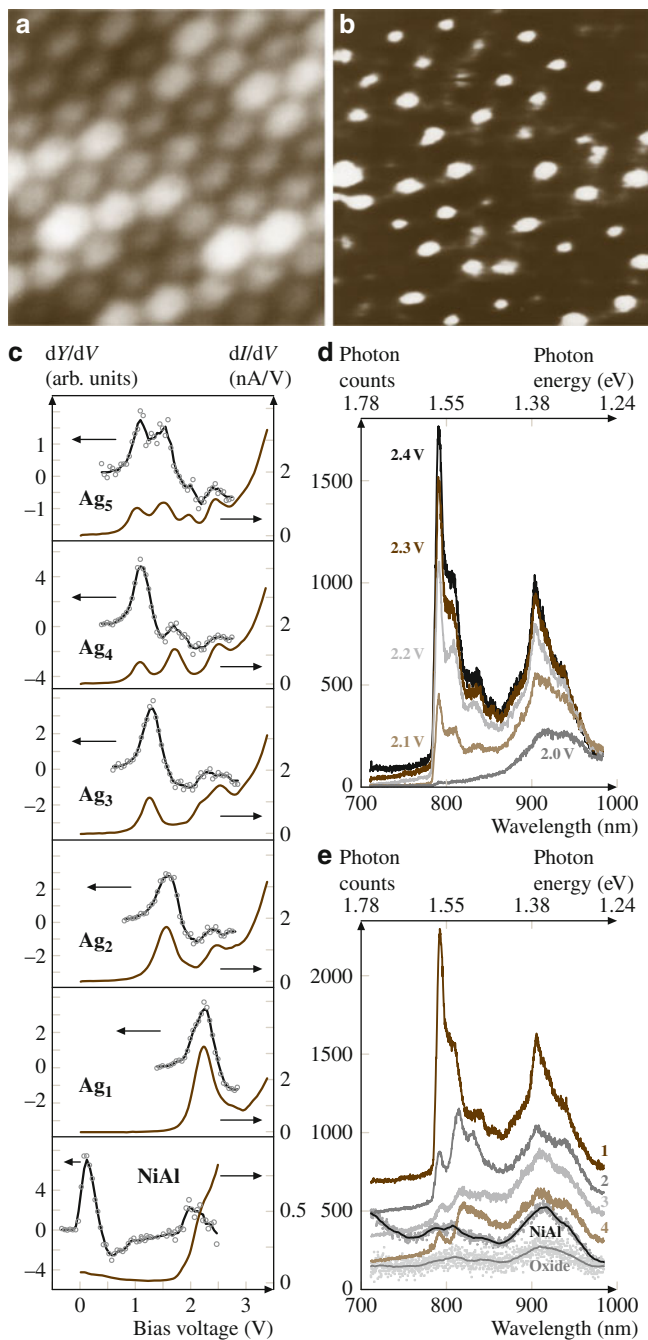 a
b
c
dY/dV
(arb. units)
dI/dV
(nA/V)
1
0
−1
2
0
Ag5
4
0
−4
2
0
Ag4
2
0
−2
2
0
Ag3
2
0
−2
2
0
Ag2
2
0
−2
2
0
Ag1
4
0
−4
0.5
0
NiAl
0 1 2 3
Bias voltage (V)
d
Photon
counts
Photon
energy (eV)
1.78 1.55 1.38 1.24
1500
1000
500
0
2.4 V
2.3 V
2.2 V
2.1 V
2.0 V
700 800 900 1000
Wavelength (nm)
e
Photon
counts
Photon
energy (eV)
1.78 1.55 1.38 1.24
2000
1500
1000
500
0
1
2
3
4
NiAl
Oxide
700 800 900 1000
Wavelength (nm)